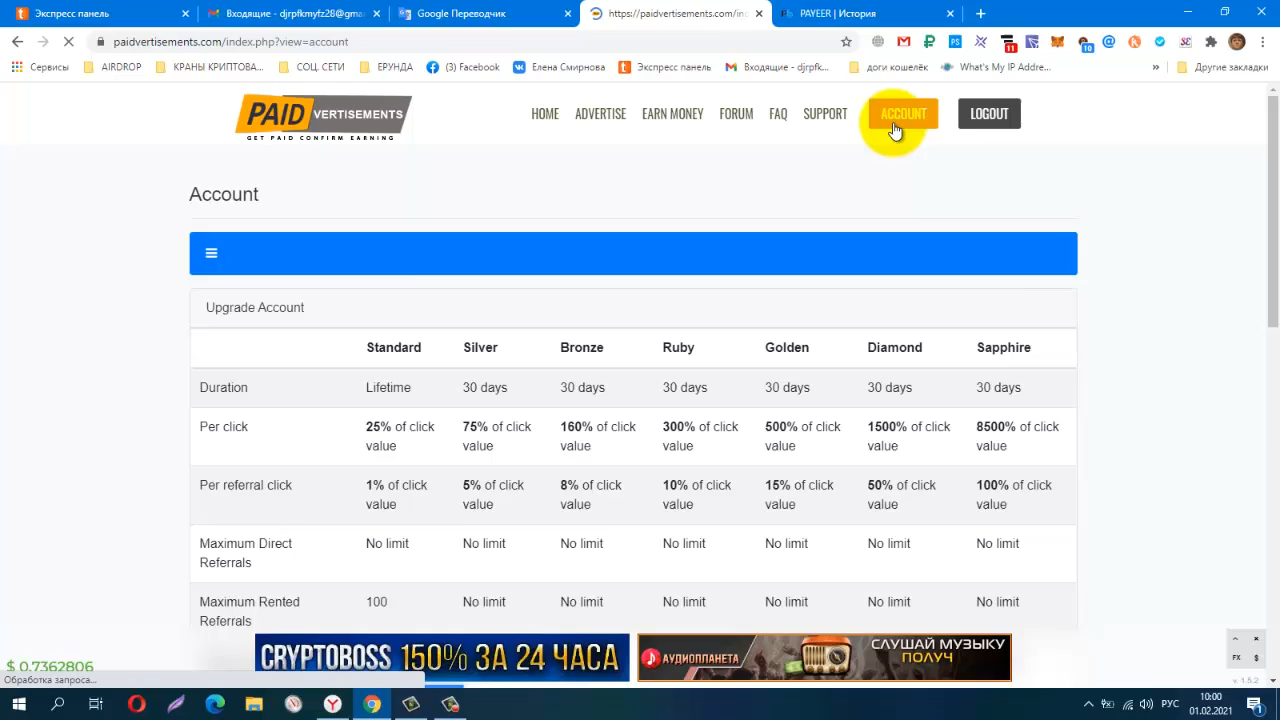 Экспресс панель
Входящие - djrpfkmyfz28@gma
Google Переводчик
https://paidvertisements.com/ind
PAYEER | История
paidvertisements.com/index.php?view=account
11
10
Сервисы
AIRDROP
КРАНЫ КРИПТОВА...
СОЦ. СЕТИ
ЕРУНДА
(3) Facebook
Елена Смирнова
Экспресс панель
Входящие - djrpfk...
доги кошелёк
What's My IP Addre...
»
Другие закладки
PAID VERTISEMENTS
GET PAID CONFIRM EARNING
HOME
ADVERTISE
EARN MONEY
FORUM
FAQ
SUPPORT
ACCOUNT
LOGOUT
Account
Upgrade Account
Standard Silver Bronze Ruby Golden Diamond Sapphire
Duration Lifetime 30 days 30 days 30 days 30 days 30 days 30 days
Per click 25% of click value 75% of click value 160% of click value 300% of click value 500% of click value 1500% of click value 8500% of click value
Per referral click 1% of click value 5% of click value 8% of click value 10% of click value 15% of click value 50% of click value 100% of click value
Maximum Direct Referrals No limit No limit No limit No limit No limit No limit No limit
Maximum Rented Referrals 100 No limit No limit No limit No limit No limit No limit
CRYPTOBOSS 150% ЗА 24 ЧАСА
АУДИОПЛАНЕТА
СЛУШАЙ МУЗЫКУ
ПОЛУЧ
FX $
v 1.5.2
$ 0.7362806
Обработка запроса...
РУС
10:00
01.02.2021